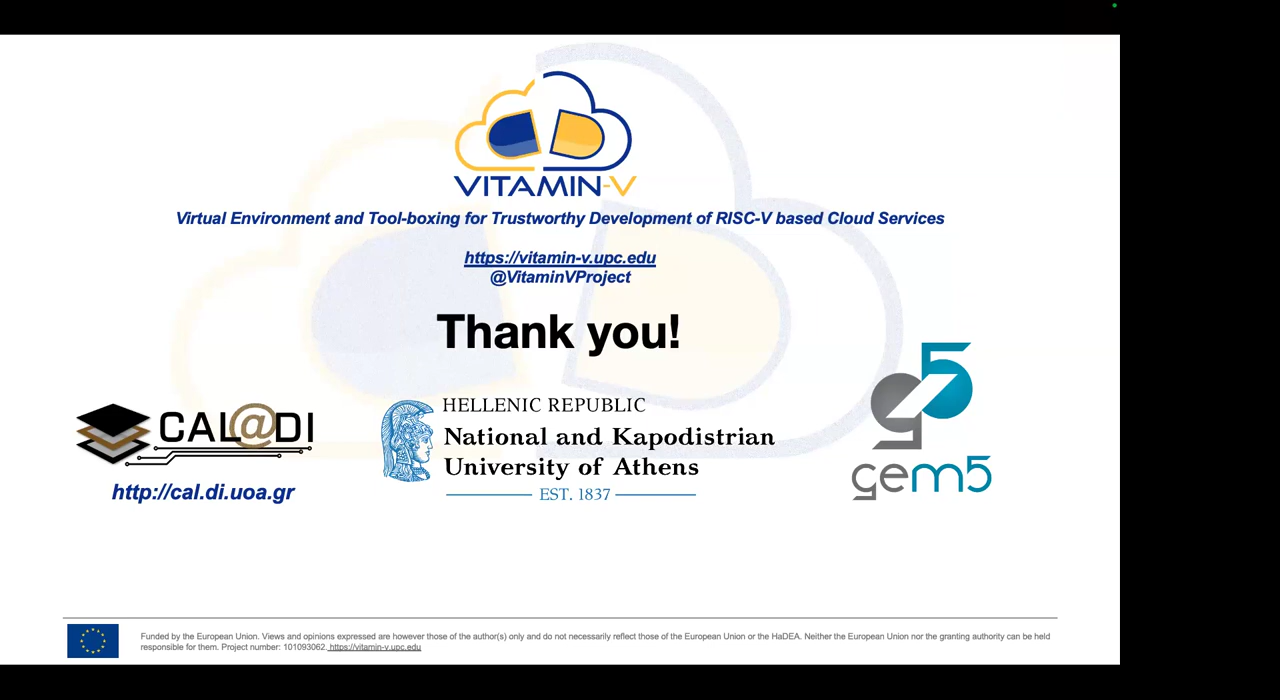 VITAMIN-V
Virtual Environment and Tool-boxing for Trustworthy Development of RISC-V based Cloud Services
https://vitamin-v.upc.edu
@VitaminVProject
Thank you!
CAL@DI
http://cal.di.uoa.gr
HELLENIC REPUBLIC
National and Kapodistrian
University of Athens
EST. 1837
g5
gem5
Funded by the European Union. Views and opinions expressed are however those of the author(s) only and do not necessarily reflect those of the European Union or the HaDEA. Neither the European Union nor the granting authority can be held
responsible for them. Project number: 101093062. https://vitamin-v.upc.edu